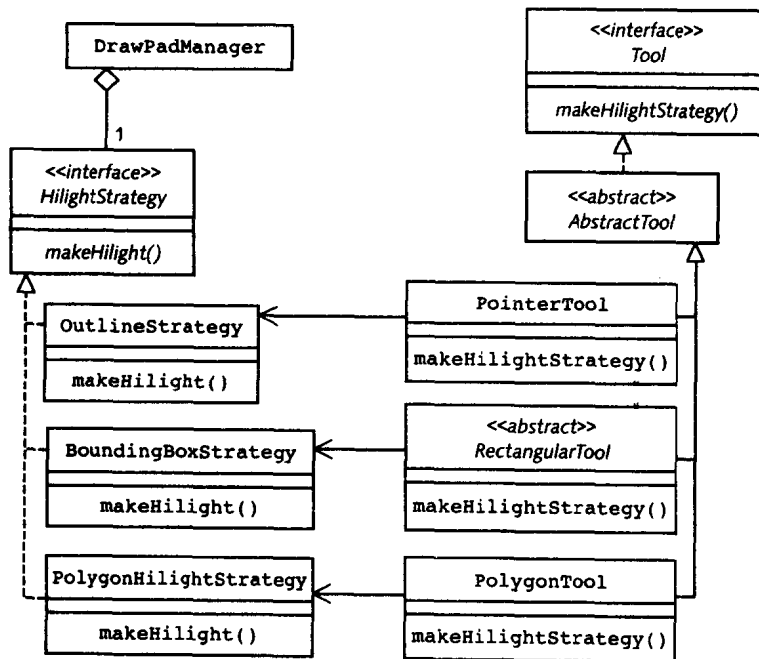 DrawPadManager
1
<<interface>>
HilightStrategy
makeHilight()
<<interface>>
Tool
makeHilightStrategy()
<<abstract>>
AbstractTool
OutlineStrategy
makeHilight()
PointerTool
makeHilightStrategy()
BoundingBoxStrategy
makeHilight()
<<abstract>>
RectangularTool
makeHilightStrategy()
PolygonHilightStrategy
makeHilight()
PolygonTool
makeHilightStrategy()